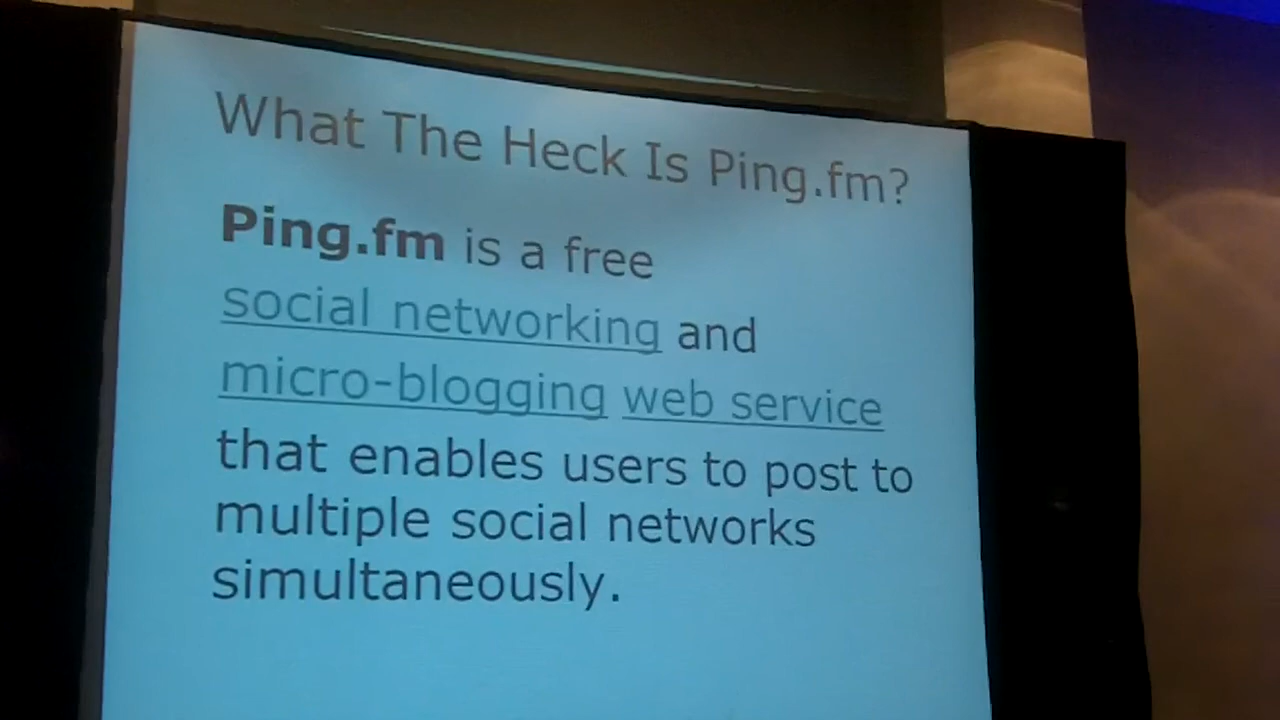 What The Heck Is Ping.fm?
Ping.fm is a free
social networking and
micro-blogging web service
that enables users to post to
multiple social networks
simultaneously.